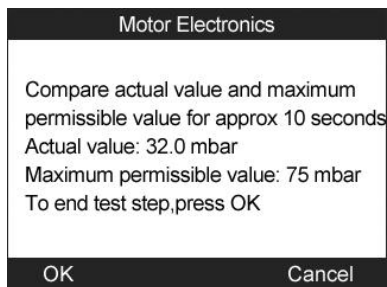 Motor Electronics
Compare actual value and maximum
permissible value for approx 10 seconds
Actual value: 32.0 mbar
Maximum permissible value: 75 mbar
To end test step,press OK
OK Cancel